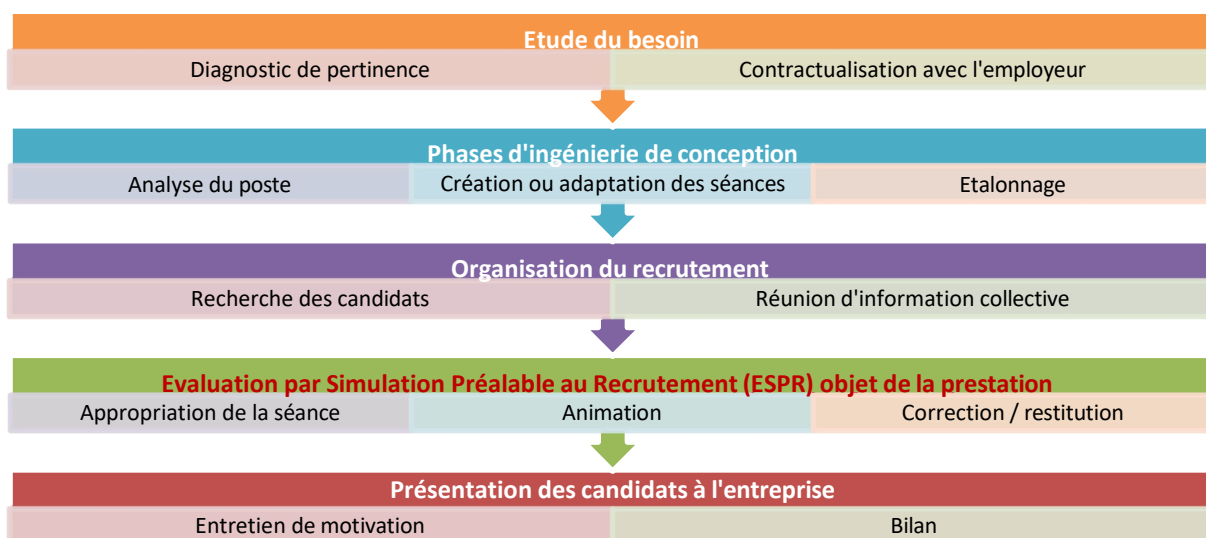 Etude du besoin
Diagnostic de pertinence
Contractualisation avec l'employeur
Phases d'ingénierie de conception
Analyse du poste
Création ou adaptation des séances
Etalonnage
Organisation du recrutement
Recherche des candidats
Réunion d'information collective
Evaluation par Simulation Préalable au Recrutement (ESPR) objet de la prestation
Appropriation de la séance
Animation
Correction / restitution
Présentation des candidats à l'entreprise
Entretien de motivation
Bilan